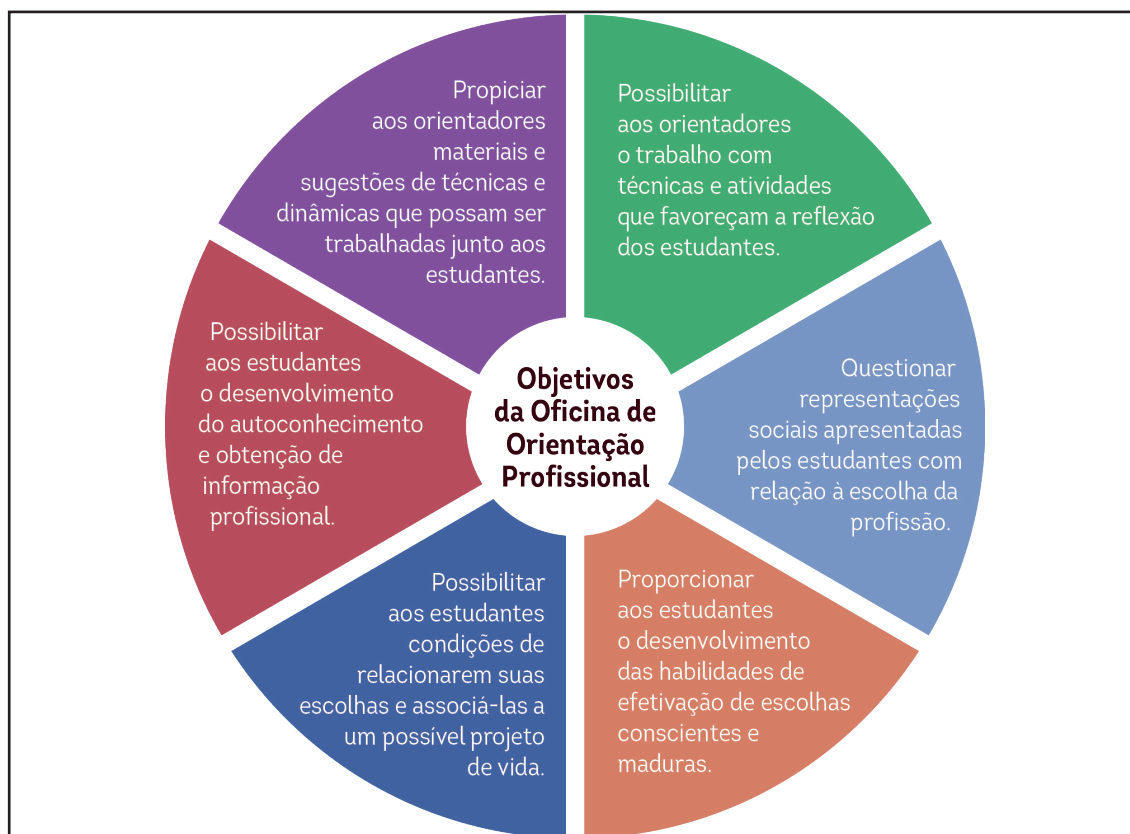 Propiciar
aos orientadores
materiais e
sugestões de técnicas e
dinâmicas que possam ser
trabalhadas junto aos
estudantes.
Possibilitar
aos orientadores
o trabalho com
técnicas e atividades
que favoreçam a reflexão
dos estudantes.
Possibilitar
aos estudantes
o desenvolvimento
do autoconhecimento
e obtenção de
informação
profissional.
Objetivos
da Oficina de
Orientação
Profissional
Questionar
representações
sociais apresentadas
pelos estudantes com
relação à escolha da
profissão.
Possibilitar
aos estudantes
condições de
relacionarem suas
escolhas e associá-las a
um possível projeto
de vida.
Proporcionar
aos estudantes
o desenvolvimento
das habilidades de
efetivação de escolhas
conscientes e
maduras.